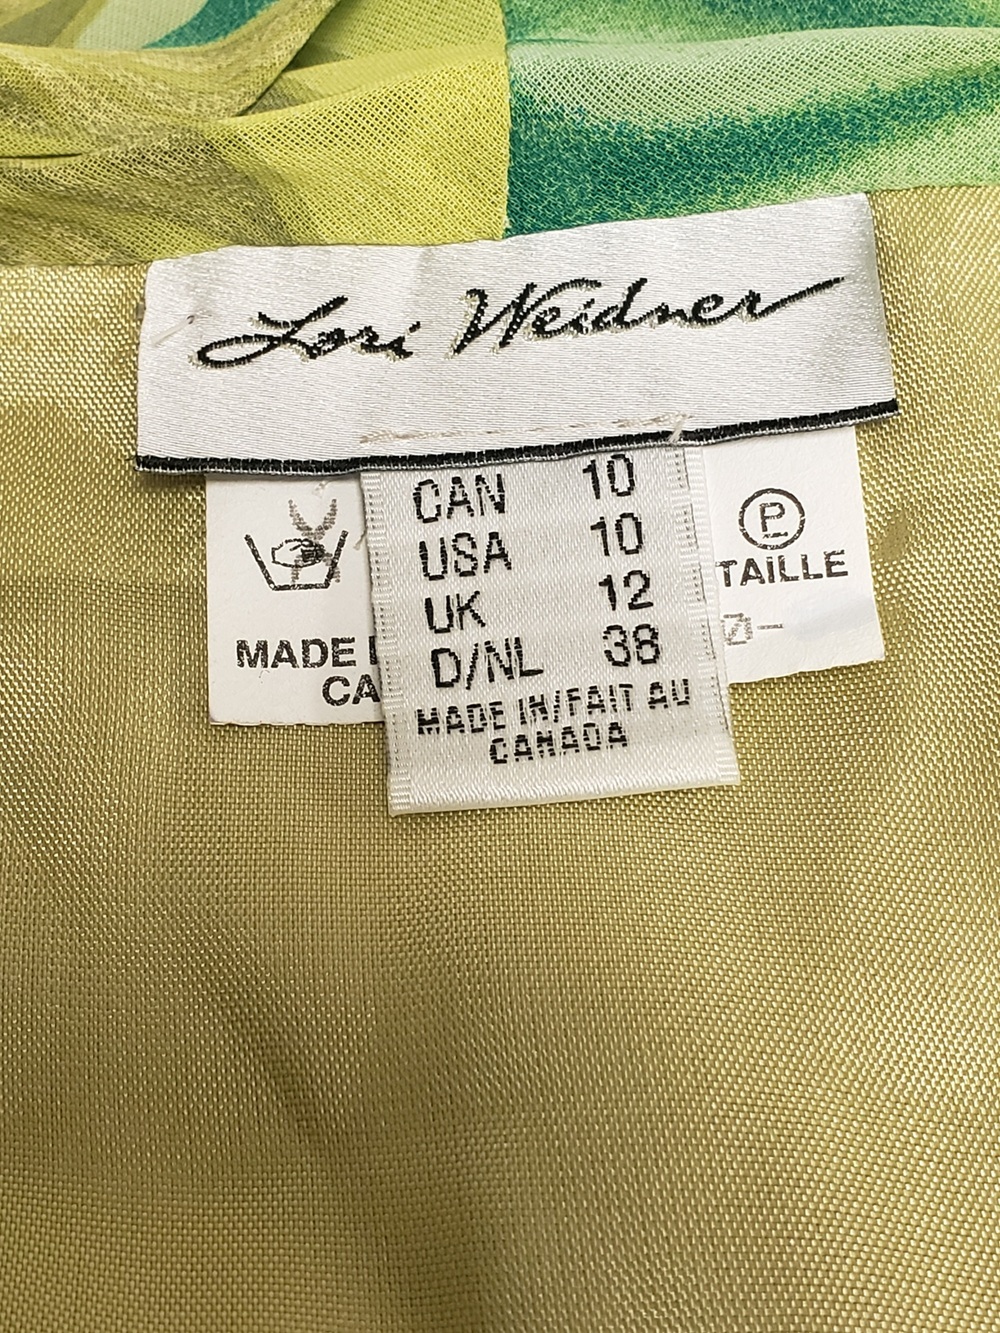 Lori Weidner
CAN 10
USA 10
UK 12
D/NL 38
MADE IN/FAIT AU
CANADA
MADE
CA
P
TAILLE